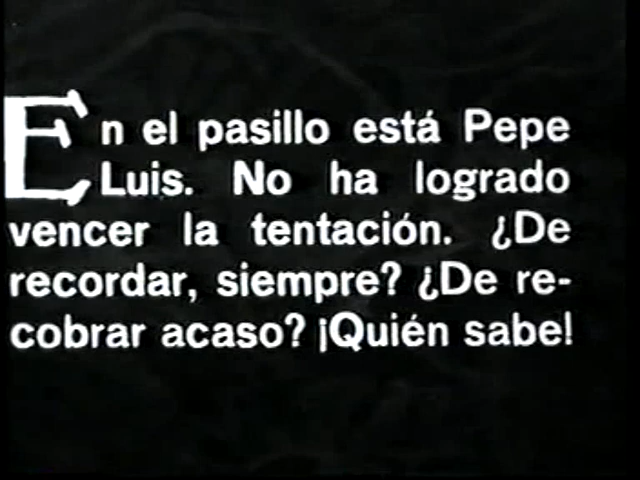 En el pasillo está Pepe
Luis. No ha logrado
vencer la tentación. ¿De
recordar, siempre? ¿De re-
cobrar acaso? ¡Quién sabe!